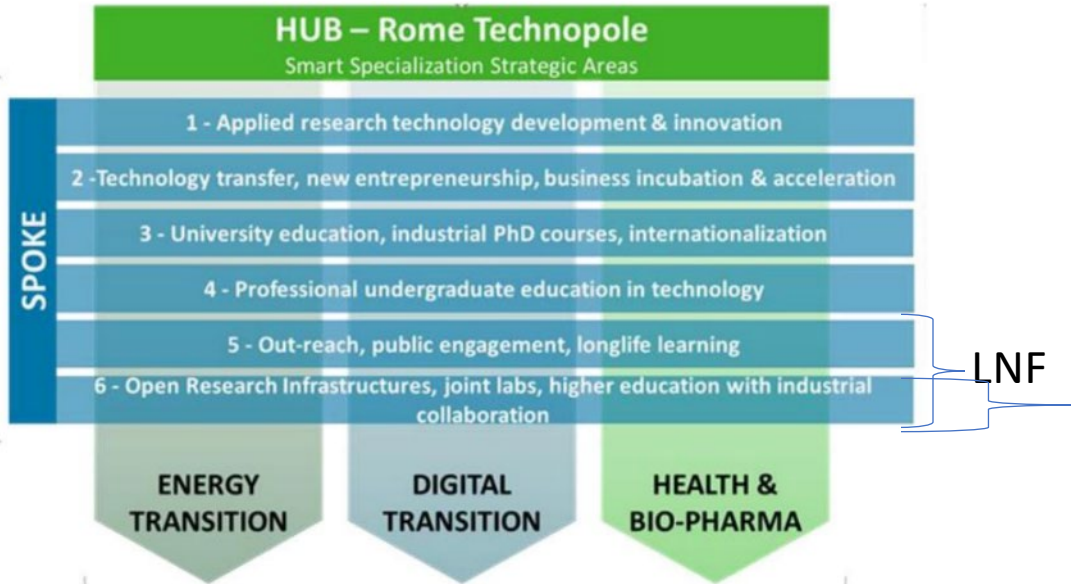 HUB – Rome Technopole
Smart Specialization Strategic Areas
SPOKE
1 - Applied research technology development & innovation
2 -Technology transfer, new entrepreneurship, business incubation & acceleration
3 - University education, industrial PhD courses, internationalization
4 - Professional undergraduate education in technology
5 - Out-reach, public engagement, longlife learning
6 - Open Research Infrastructures, joint labs, higher education with industrial
collaboration
LNF
ENERGY
TRANSITION
DIGITAL
TRANSITION
HEALTH &
BIO-PHARMA